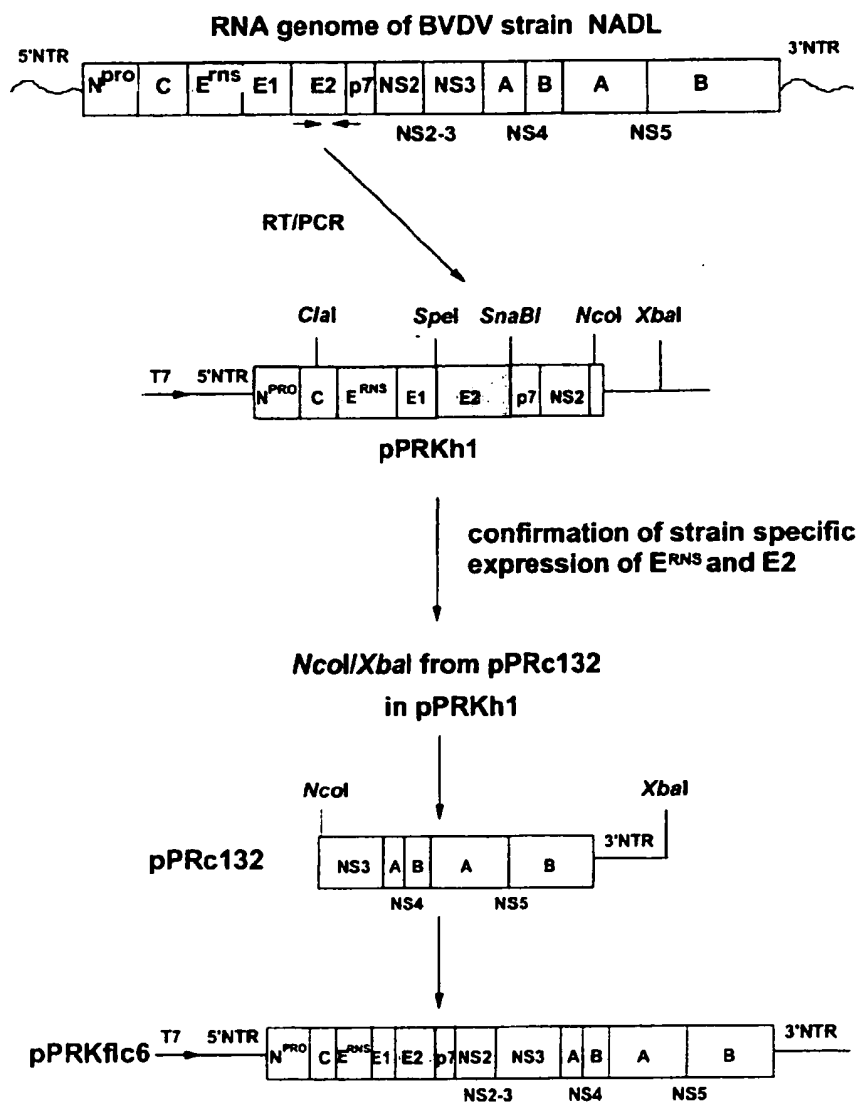 RNA genome of BVDV strain NADL
5'NTR 3'NTR
Npro C Erns E1 E2 p7 NS2 NS3 A B A B
NS2-3 NS4 NS5
RT/PCR
ClaI SpeI SnaBI NcoI XbaI
T7 5'NTR
NPRO C ERNS E1 E2 p7 NS2
pPRKh1
confirmation of strain specific
expression of ERNS and E2
NcoI/XbaI from pPRc132
in pPRKh1
NcoI XbaI
pPRc132 NS3 A B A B 3'NTR
NS4 NS5
pPRKflc6 T7 5'NTR NPRO C ERNS E1 E2 p7 NS2 NS3 A B A B 3'NTR
NS2-3 NS4 NS5